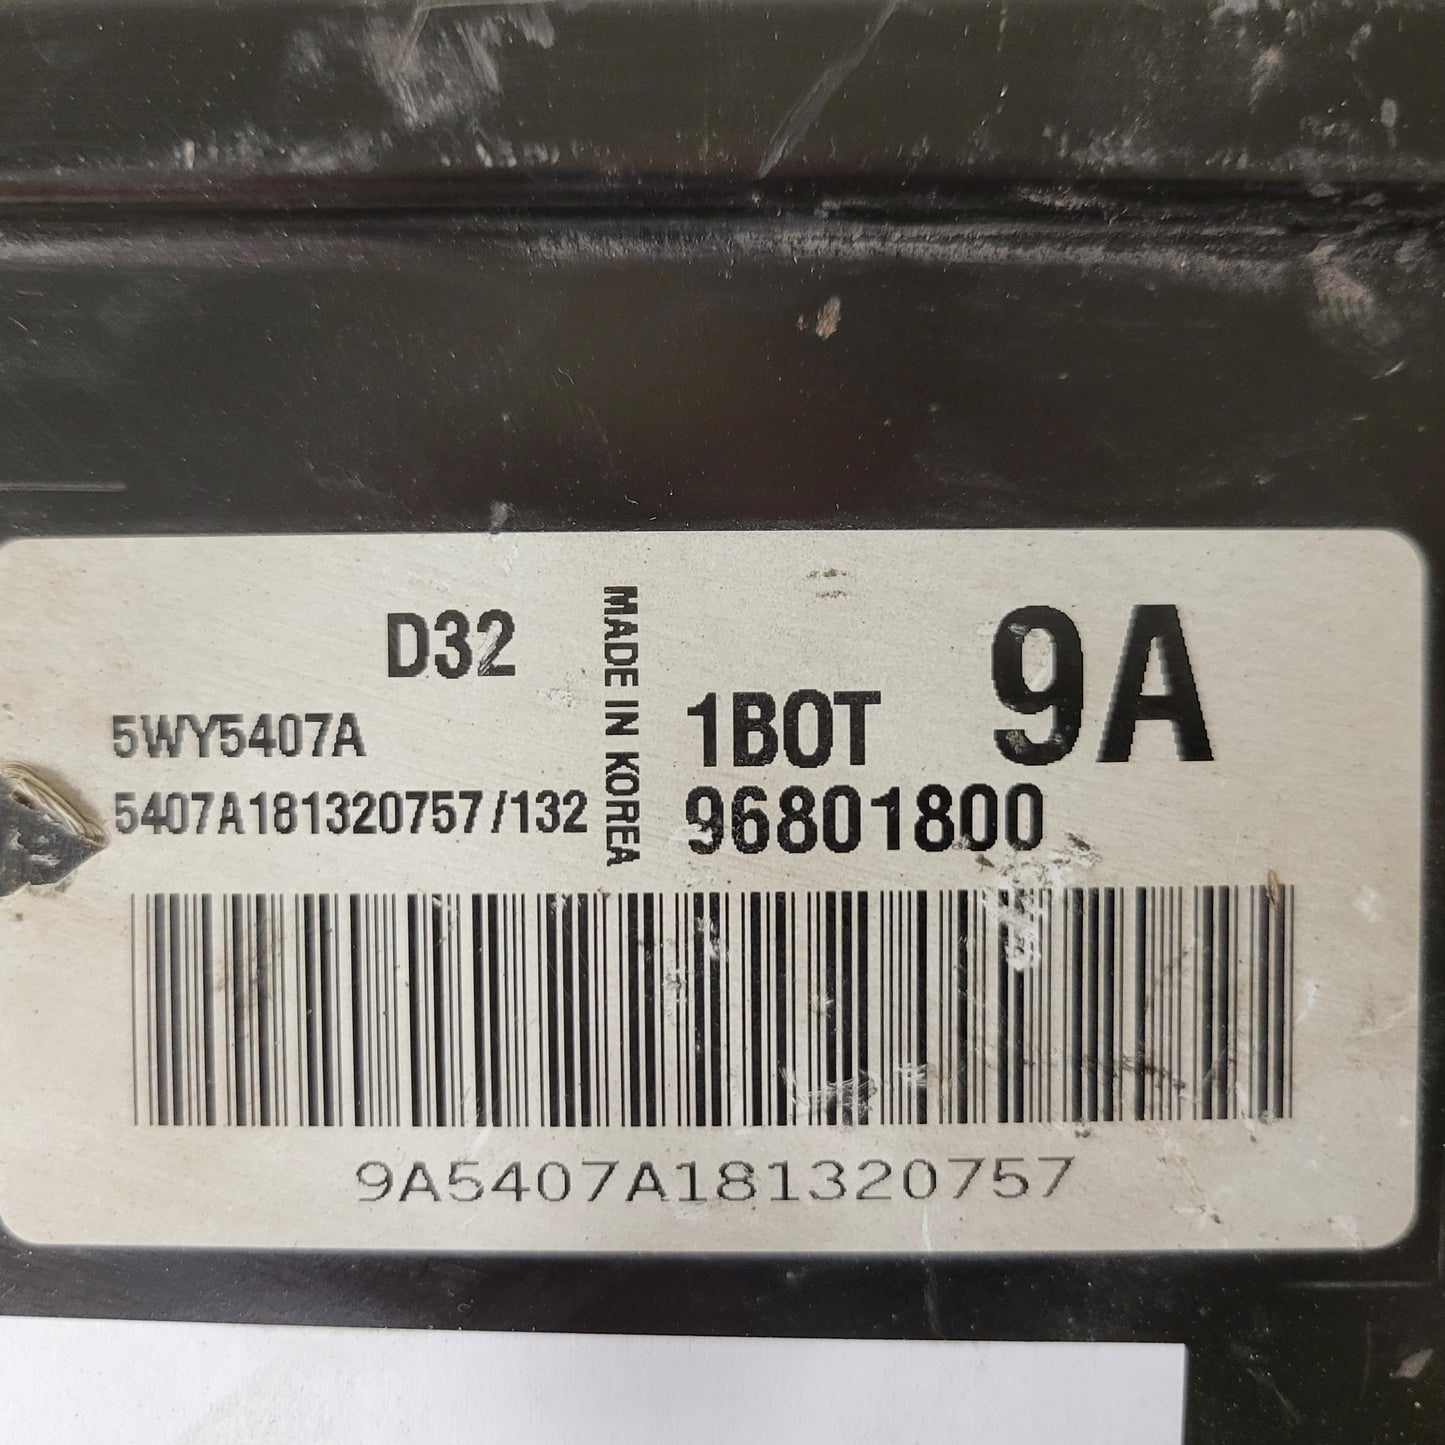 D32
5WY5407A
5407A181320757/132
MADE IN KOREA
9A
1B0T
96801800
9A5407A181320757